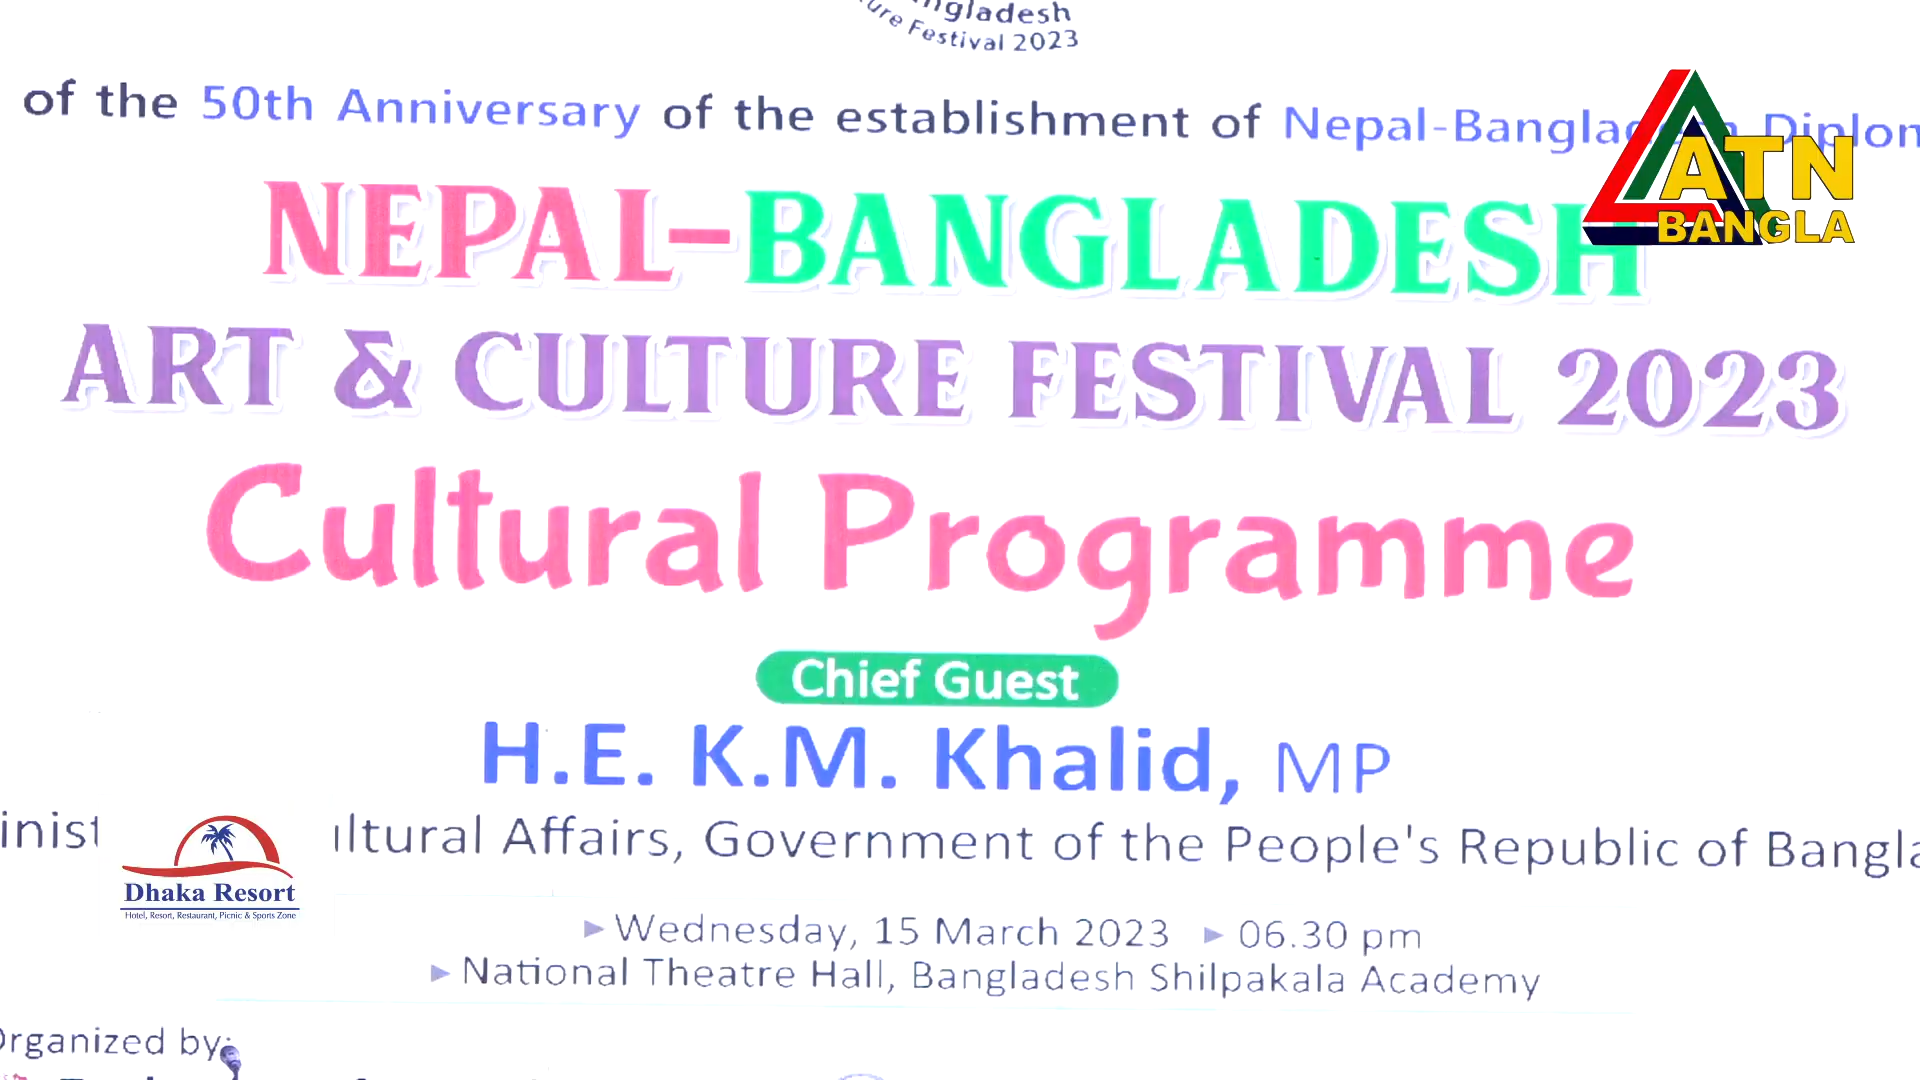 ngladesh
ure Festival 2023
of the 50th Anniversary of the establishment of Nepal-Bangladesh Diplom
NEPAL-BANGLADESH
ATN
BANGLA
ART & CULTURE FESTIVAL 2023
Cultural Programme
Chief Guest
H.E. K.M. Khalid, MP
inist ltural Affairs, Government of the People's Republic of Bangla
Dhaka Resort
Hotel, Resort, Restaurant, Picnic & Sports Zone
▸ Wednesday, 15 March 2023 ▸ 06.30 pm
▸ National Theatre Hall, Bangladesh Shilpakala Academy
Organized by: